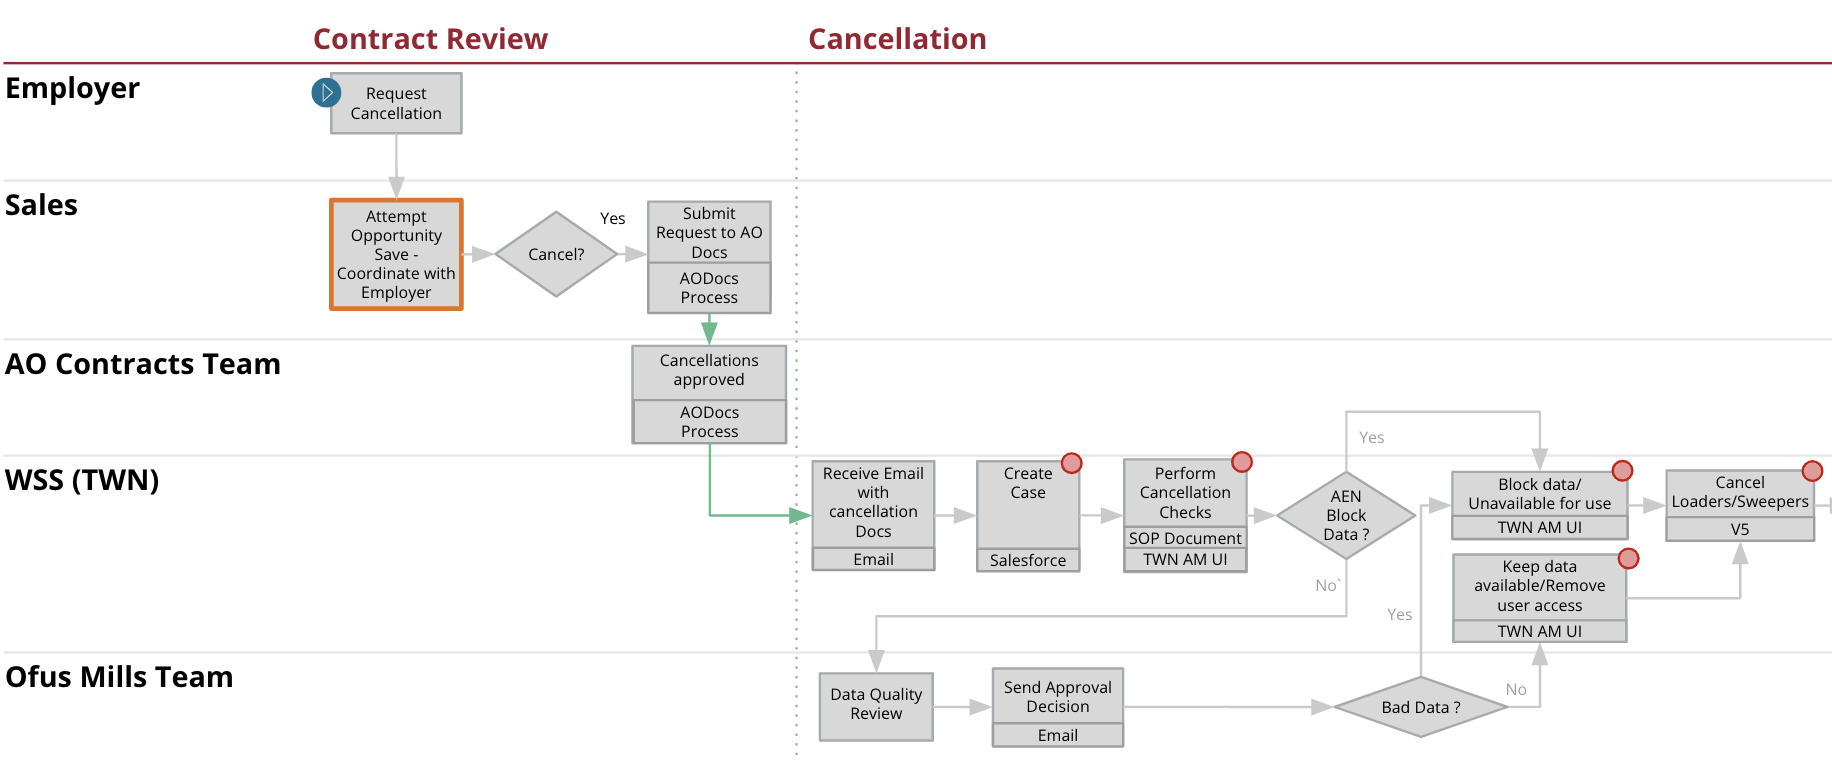 Contract Review
Cancellation
Employer
Request
Cancellation
Sales
Attempt
Opportunity
Save -
Coordinate with
Employer
Cancel?
Yes
Submit
Request to AO
Docs
AODocs
Process
AO Contracts Team
Cancellations
approved
AODocs
Process
WSS (TWN)
Receive Email
with
cancellation
Docs
Email
Create
Case
Salesforce
Perform
Cancellation
Checks
SOP Document
TWN AM UI
AEN
Block
Data ?
Yes
No`
Block data/
Unavailable for use
TWN AM UI
Cancel
Loaders/Sweepers
V5
Keep data
available/Remove
user access
TWN AM UI
Yes
Ofus Mills Team
Data Quality
Review
Send Approval
Decision
Email
Bad Data ?
No